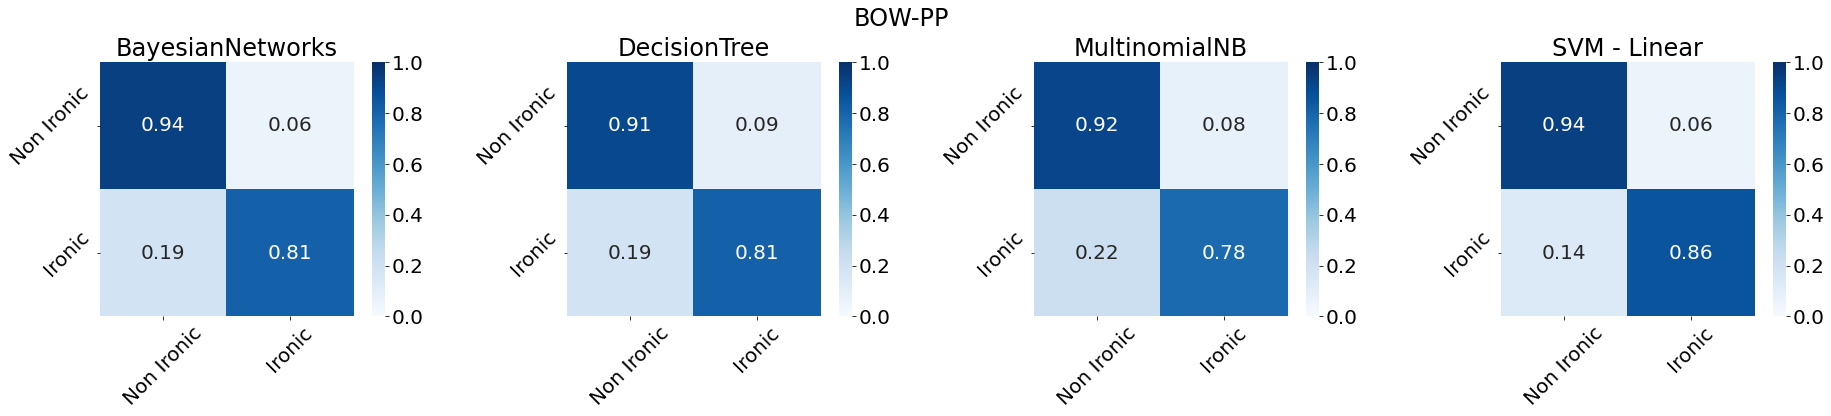 BOW-PP
BayesianNetworks
Non Ironic
Ironic
0.94 0.06
0.19 0.81
Non Ironic Ironic
1.0
0.8
0.6
0.4
0.2
0.0
DecisionTree
Non Ironic
Ironic
0.91 0.09
0.19 0.81
Non Ironic Ironic
1.0
0.8
0.6
0.4
0.2
0.0
MultinomialNB
Non Ironic
Ironic
0.92 0.08
0.22 0.78
Non Ironic Ironic
1.0
0.8
0.6
0.4
0.2
0.0
SVM - Linear
Non Ironic
Ironic
0.94 0.06
0.14 0.86
Non Ironic Ironic
1.0
0.8
0.6
0.4
0.2
0.0